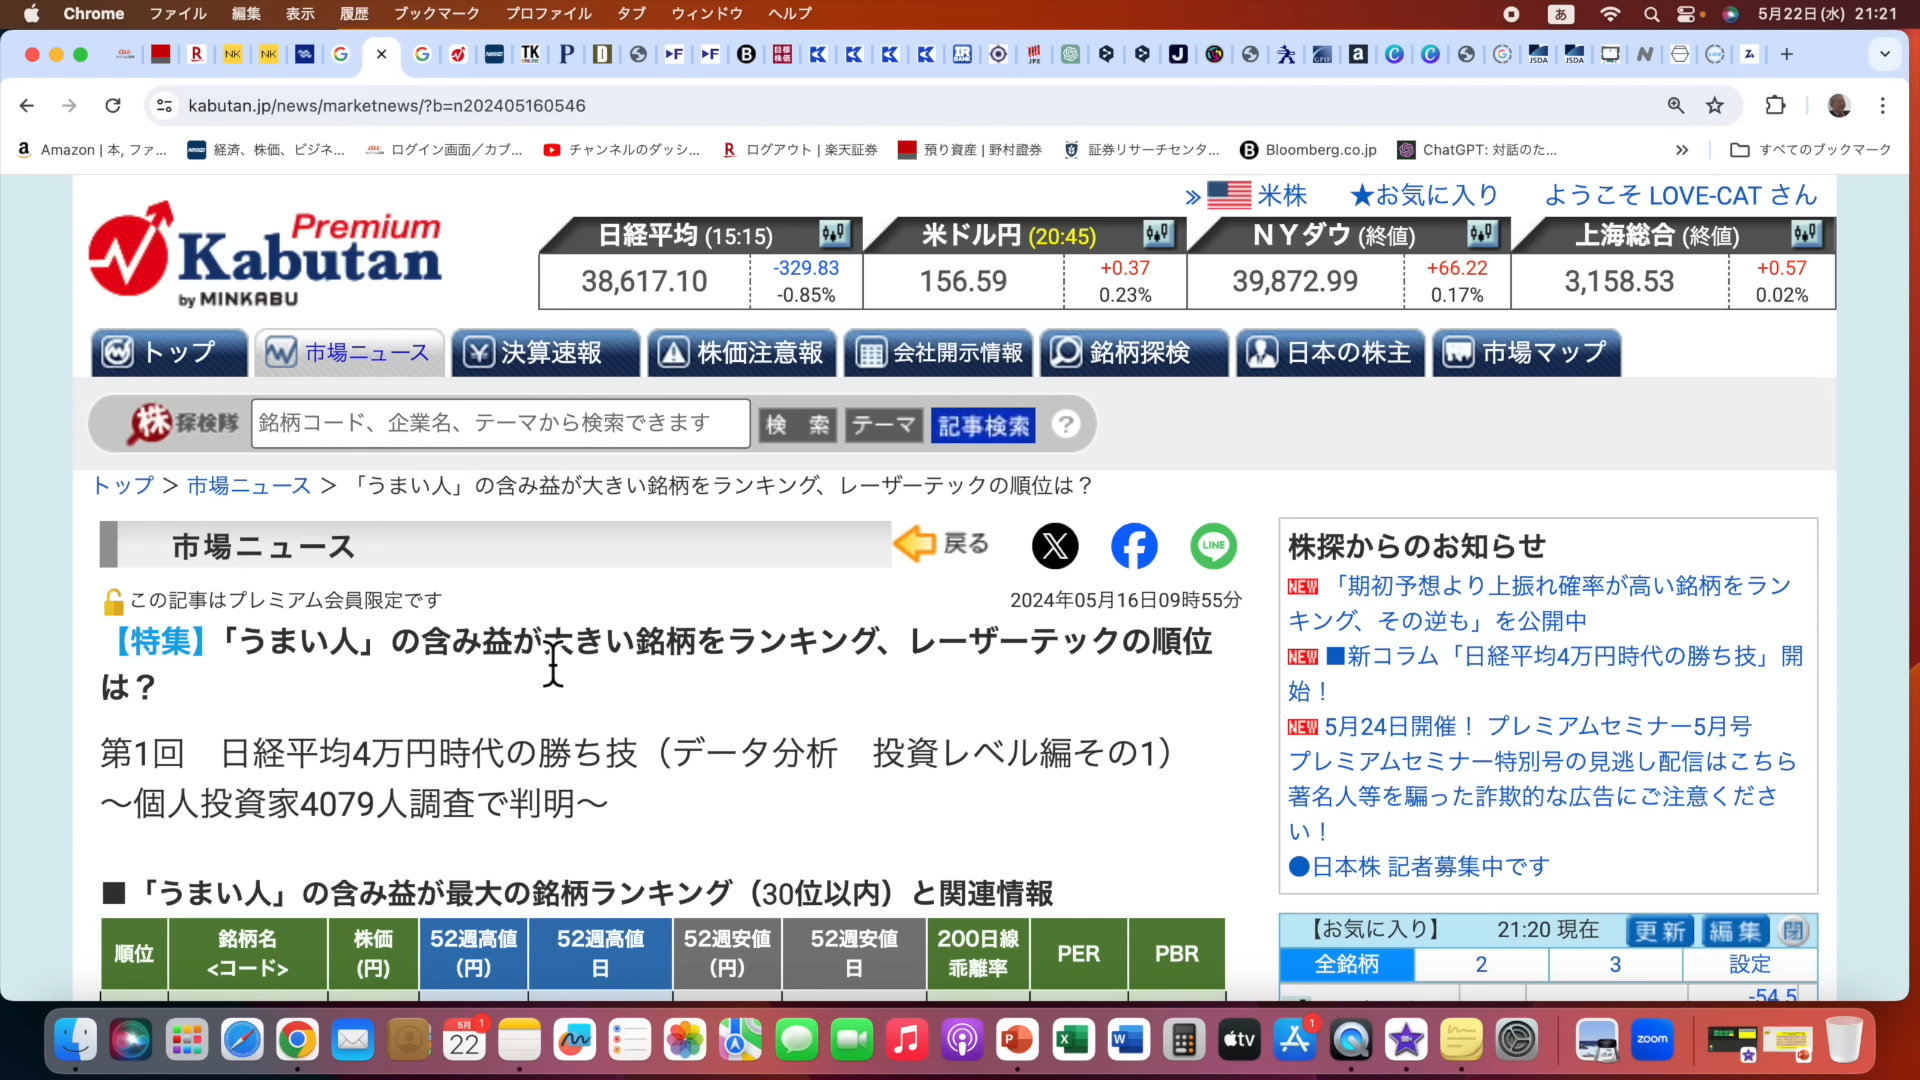 Chrome ファイル 編集 表示 履歴 ブックマーク プロファイル タブ ウィンドウ ヘルプ あ 5月22日(水) 21:21
kabutan.jp/news/marketnews/?b=n202405160546
Amazon | 本, ファ... 経済、株価、ビジネ... ログイン画面／カブ... チャンネルのダッシ... ログアウト | 楽天証券 預り資産 | 野村證券 証券リサーチセンタ... Bloomberg.co.jp ChatGPT: 対話のた... » すべてのブックマーク
米株 ★お気に入り ようこそ LOVE-CAT さん
Premium
Kabutan
by MINKABU
日経平均 (15:15) 米ドル円 (20:45) ＮＹダウ (終値) 上海総合 (終値)
38,617.10 -329.83 -0.85% 156.59 +0.37 0.23% 39,872.99 +66.22 0.17% 3,158.53 +0.57 0.02%
トップ 市場ニュース 決算速報 株価注意報 会社開示情報 銘柄探検 日本の株主 市場マップ
株探検隊 銘柄コード、企業名、テーマから検索できます 検 索 テーマ 記事検索 ?
トップ > 市場ニュース > 「うまい人」の含み益が大きい銘柄をランキング、レーザーテックの順位は？
市場ニュース 戻る LINE
この記事はプレミアム会員限定です 2024年05月16日09時55分
【特集】「うまい人」の含み益が大きい銘柄をランキング、レーザーテックの順位
は？
第1回 日経平均4万円時代の勝ち技（データ分析 投資レベル編その1）
〜個人投資家4079人調査で判明〜
■「うまい人」の含み益が最大の銘柄ランキング（30位以内）と関連情報
順位 銘柄名 <コード> 株価 (円) 52週高値 (円) 52週高値 日 52週安値 (円) 52週安値 日 200日線 乖離率 PER PBR
株探からのお知らせ
NEW 「期初予想より上振れ確率が高い銘柄をラン
キング、その逆も」を公開中
NEW ■新コラム「日経平均4万円時代の勝ち技」開
始！
NEW 5月24日開催！ プレミアムセミナー5月号
プレミアムセミナー特別号の見逃し配信はこちら
著名人等を騙った詐欺的な広告にご注意くださ
い！
●日本株 記者募集中です
【お気に入り】 21:20 現在 更新 編集 閉
全銘柄 2 3 設定
-54.5
5月 22 1 tv 1 zoom